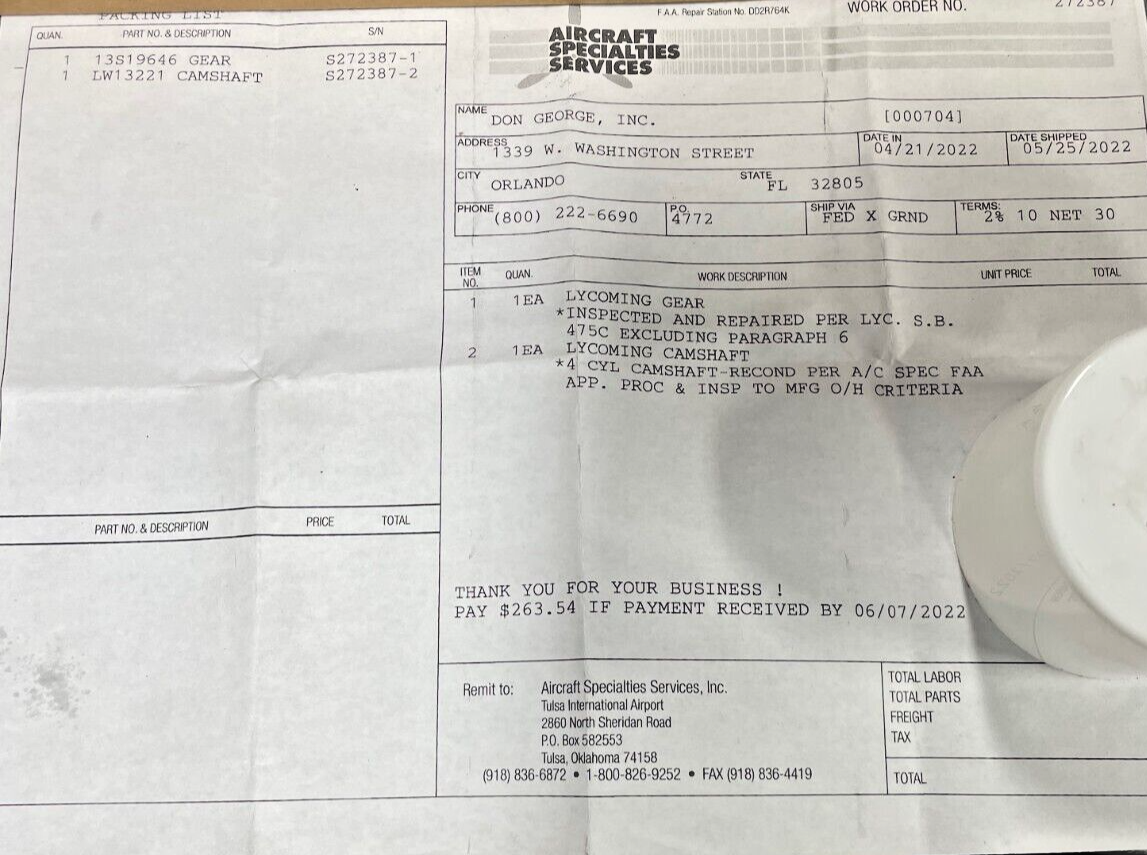 PACKING LIST
QUAN. PART NO. & DESCRIPTION S/N
1 13S19646 GEAR S272387-1
1 LW13221 CAMSHAFT S272387-2
PART NO. & DESCRIPTION PRICE TOTAL
F.A.A. Repair Station No. DD2R764K
WORK ORDER NO. 272387
AIRCRAFT
SPECIALTIES
SERVICES
NAME DON GEORGE, INC. [000704]
ADDRESS 1339 W. WASHINGTON STREET DATE IN 04/21/2022 DATE SHIPPED 05/25/2022
CITY ORLANDO STATE FL 32805
PHONE (800) 222-6690 P.O. 4772 SHIP VIA FED X GRND TERMS: 2% 10 NET 30
ITEM NO. QUAN. WORK DESCRIPTION UNIT PRICE TOTAL
1 1EA LYCOMING GEAR
*INSPECTED AND REPAIRED PER LYC. S.B.
475C EXCLUDING PARAGRAPH 6
2 1EA LYCOMING CAMSHAFT
*4 CYL CAMSHAFT-RECOND PER A/C SPEC FAA
APP. PROC & INSP TO MFG O/H CRITERIA
THANK YOU FOR YOUR BUSINESS !
PAY $263.54 IF PAYMENT RECEIVED BY 06/07/2022
Remit to: Aircraft Specialties Services, Inc.
Tulsa International Airport
2860 North Sheridan Road
P.O. Box 582553
Tulsa, Oklahoma 74158
(918) 836-6872 • 1-800-826-9252 • FAX (918) 836-4419
TOTAL LABOR
TOTAL PARTS
FREIGHT
TAX
TOTAL